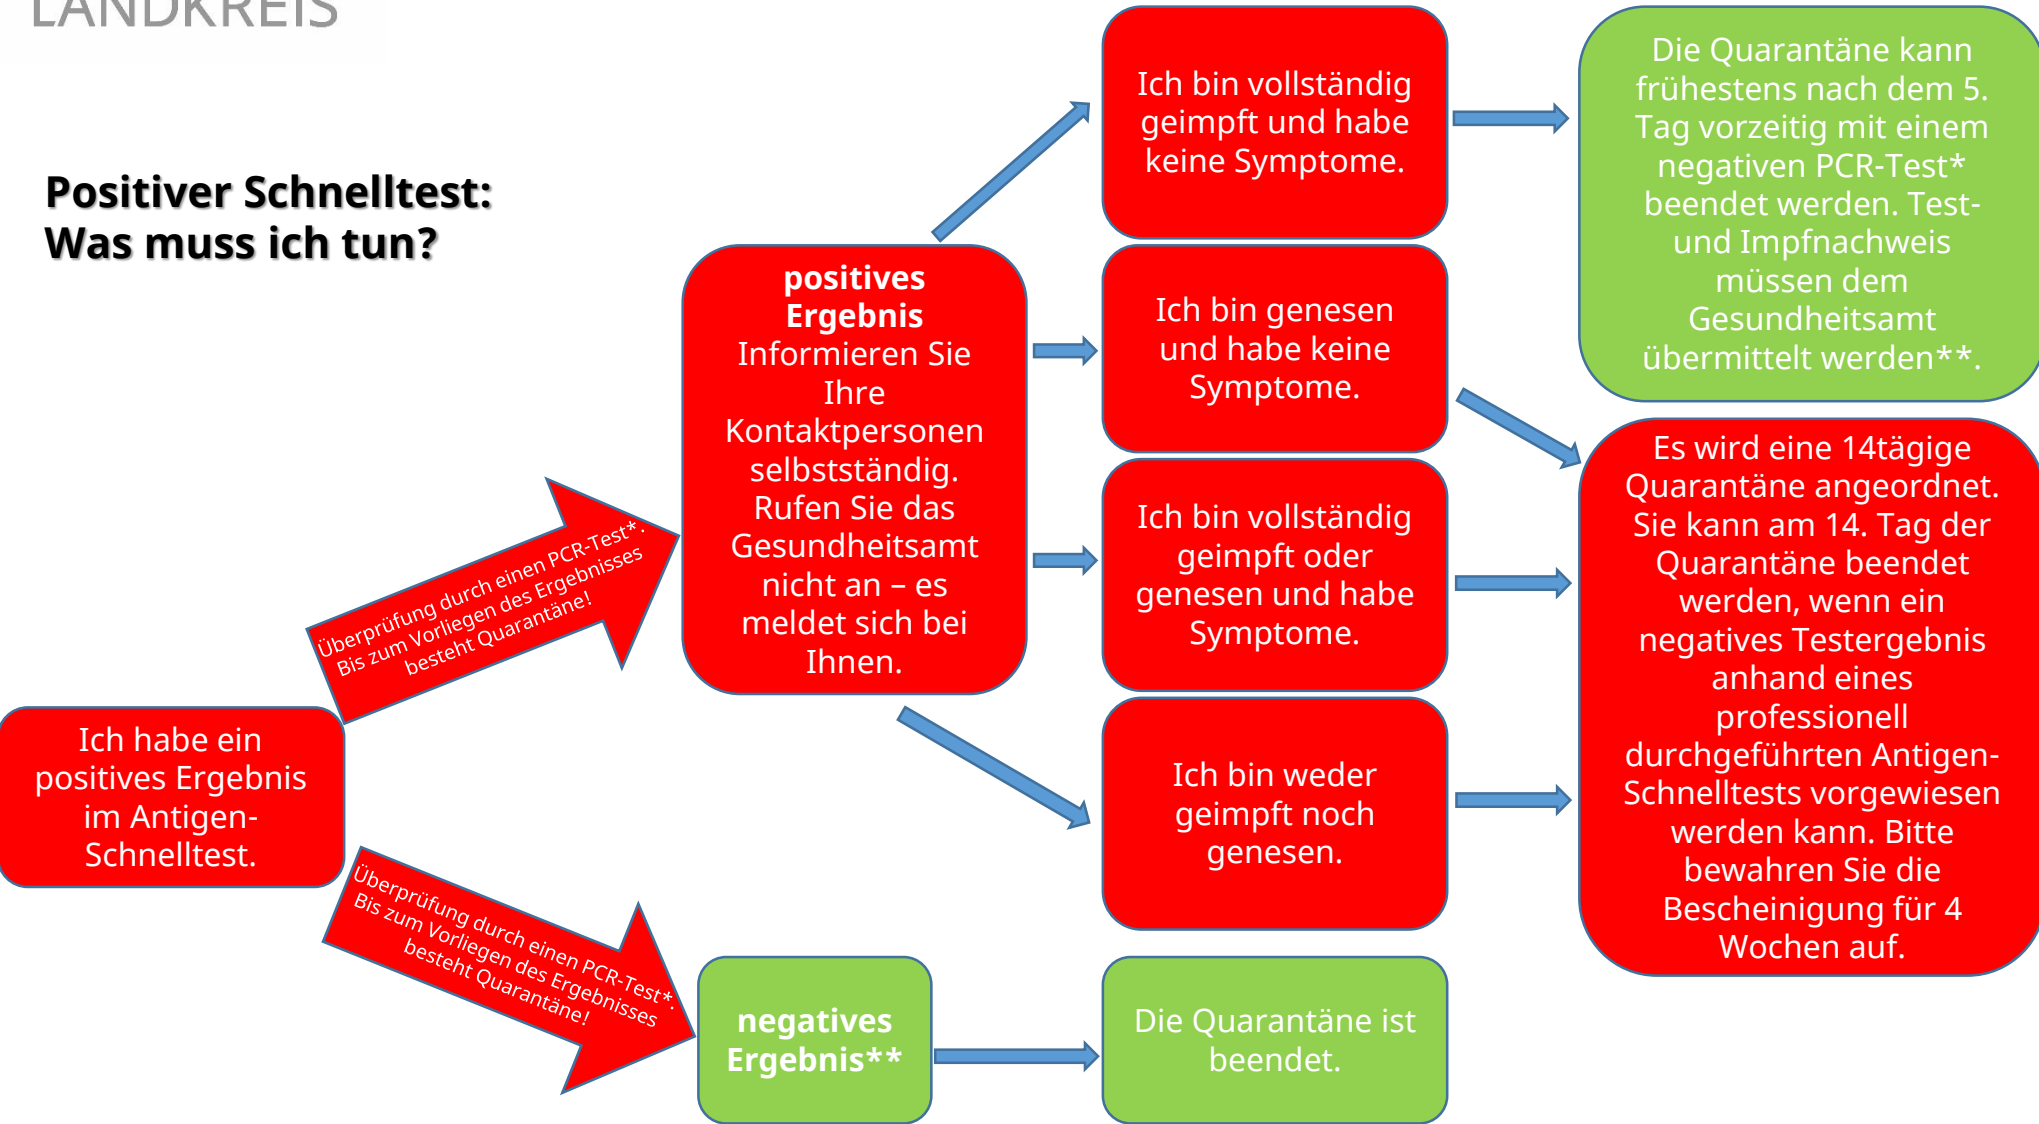 LANDKREIS
Positiver Schnelltest:
Was muss ich tun?
Ich habe ein
positives Ergebnis
im Antigen-
Schnelltest.
Überprüfung durch einen PCR-Test*.
Bis zum Vorliegen des Ergebnisses
besteht Quarantäne!
Überprüfung durch einen PCR-Test*.
Bis zum Vorliegen des Ergebnisses
besteht Quarantäne!
positives
Ergebnis
Informieren Sie
Ihre
Kontaktpersonen
selbstständig.
Rufen Sie das
Gesundheitsamt
nicht an – es
meldet sich bei
Ihnen.
negatives
Ergebnis**
Ich bin vollständig
geimpft und habe
keine Symptome.
Ich bin genesen
und habe keine
Symptome.
Ich bin vollständig
geimpft oder
genesen und habe
Symptome.
Ich bin weder
geimpft noch
genesen.
Die Quarantäne ist
beendet.
Die Quarantäne kann
frühestens nach dem 5.
Tag vorzeitig mit einem
negativen PCR-Test*
beendet werden. Test-
und Impfnachweis
müssen dem
Gesundheitsamt
übermittelt werden**.
Es wird eine 14tägige
Quarantäne angeordnet.
Sie kann am 14. Tag der
Quarantäne beendet
werden, wenn ein
negatives Testergebnis
anhand eines
professionell
durchgeführten Antigen-
Schnelltests vorgewiesen
werden kann. Bitte
bewahren Sie die
Bescheinigung für 4
Wochen auf.